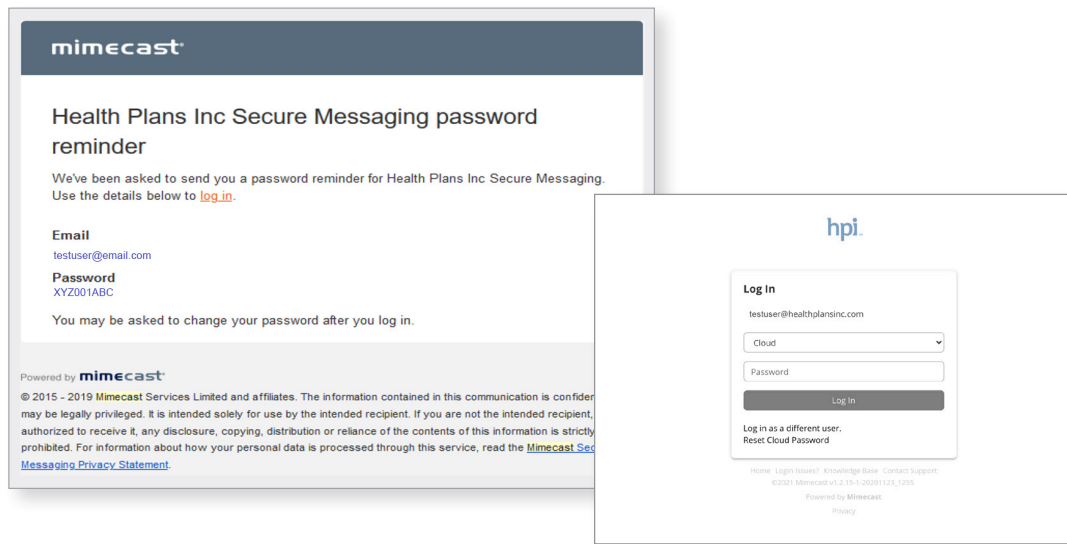 mimecast
Health Plans Inc Secure Messaging password
reminder
We've been asked to send you a password reminder for Health Plans Inc Secure Messaging.
Use the details below to log in.
Email
testuser@email.com
Password
XYZ001ABC
You may be asked to change your password after you log in.
Powered by mimecast
© 2015 - 2019 Mimecast Services Limited and affiliates. The information contained in this communication is confiden
may be legally privileged. It is intended solely for use by the intended recipient. If you are not the intended recipient,
authorized to receive it, any disclosure, copying, distribution or reliance of the contents of this information is strictly
prohibited. For information about how your personal data is processed through this service, read the Mimecast Sec
Messaging Privacy Statement.
hpi
Log In
testuser@healthplansinc.com
Cloud
Password
Log In
Log in as a different user.
Reset Cloud Password
Home Login Issues? Knowledge Base Contact Support
©2021 Mimecast v1.2.15-1-20201123_1255
Powered by Mimecast
Privacy